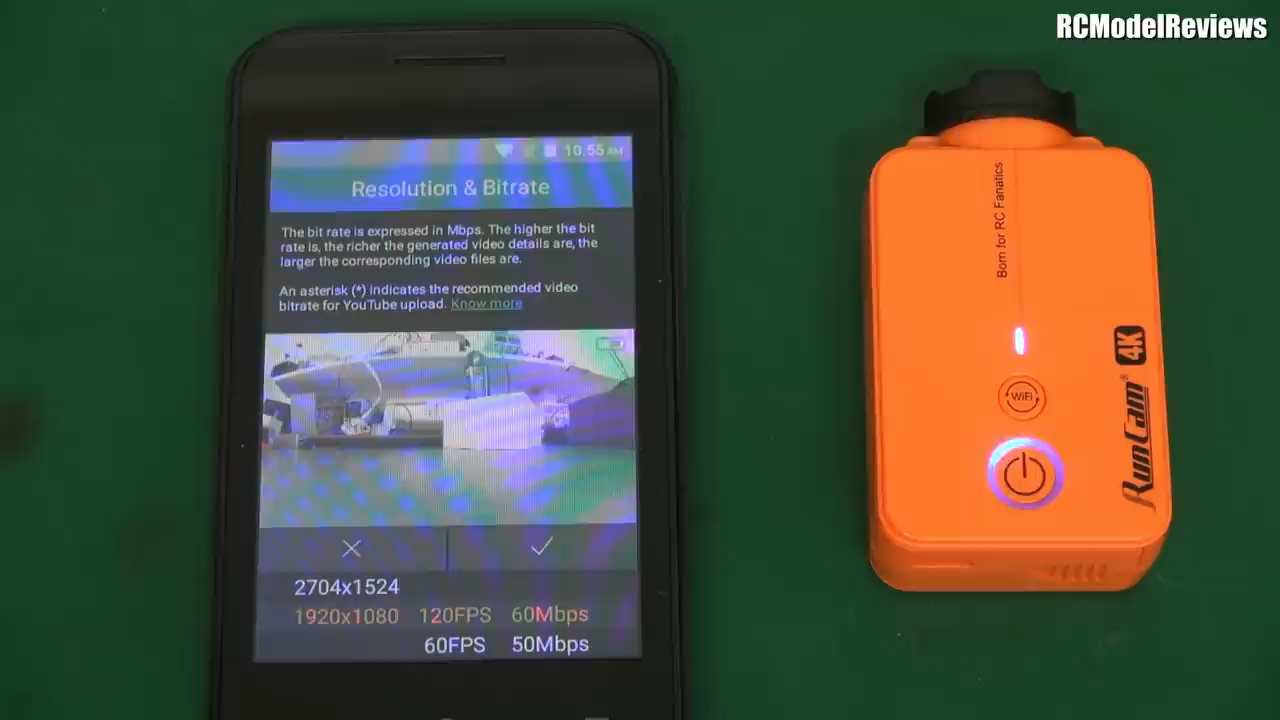 RCModelReviews
10.55 AM
Resolution & Bitrate
The bit rate is expressed in Mbps. The higher the bit
rate is, the richer the generated video details are, the
larger the corresponding video files are.
An asterisk (*) indicates the recommended video
bitrate for YouTube upload. Know more
2704x1524
1920x1080 120FPS 60Mbps
60FPS 50Mbps
Born for RC Fanatics
WiFi
RunCam® 4K